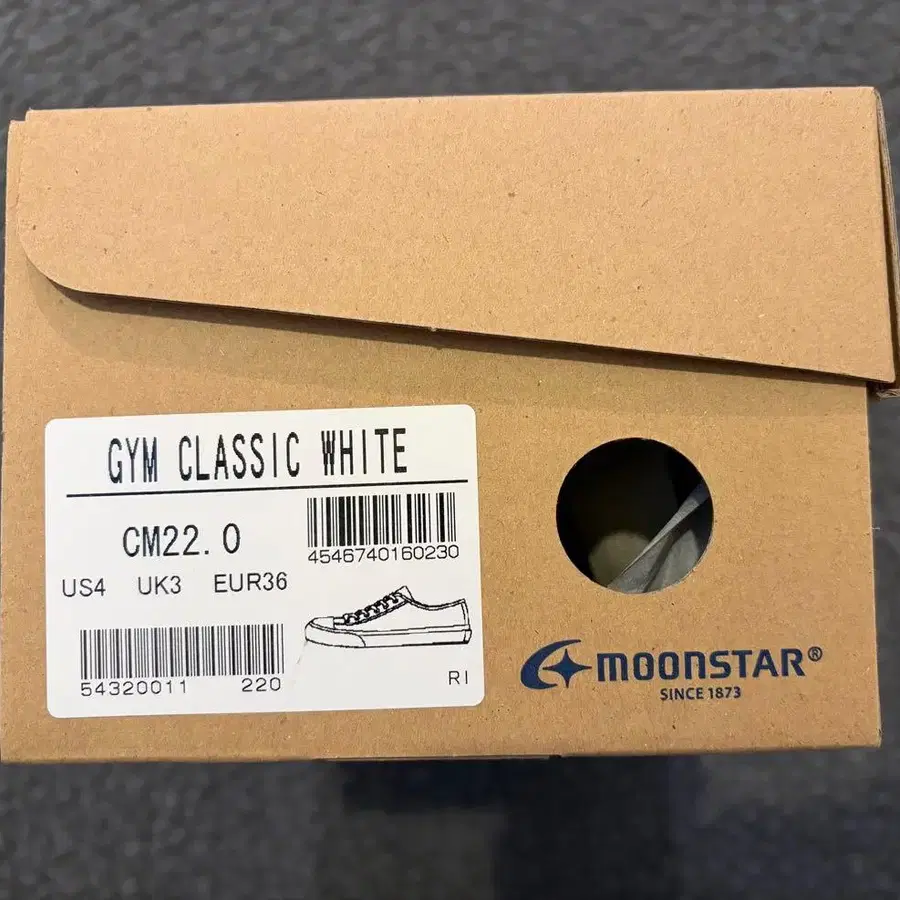 GYM CLASSIC WHITE
CM22.0
4546740160230
US4 UK3 EUR36
54320011 220
RI
MOONSTAR®
SINCE 1873